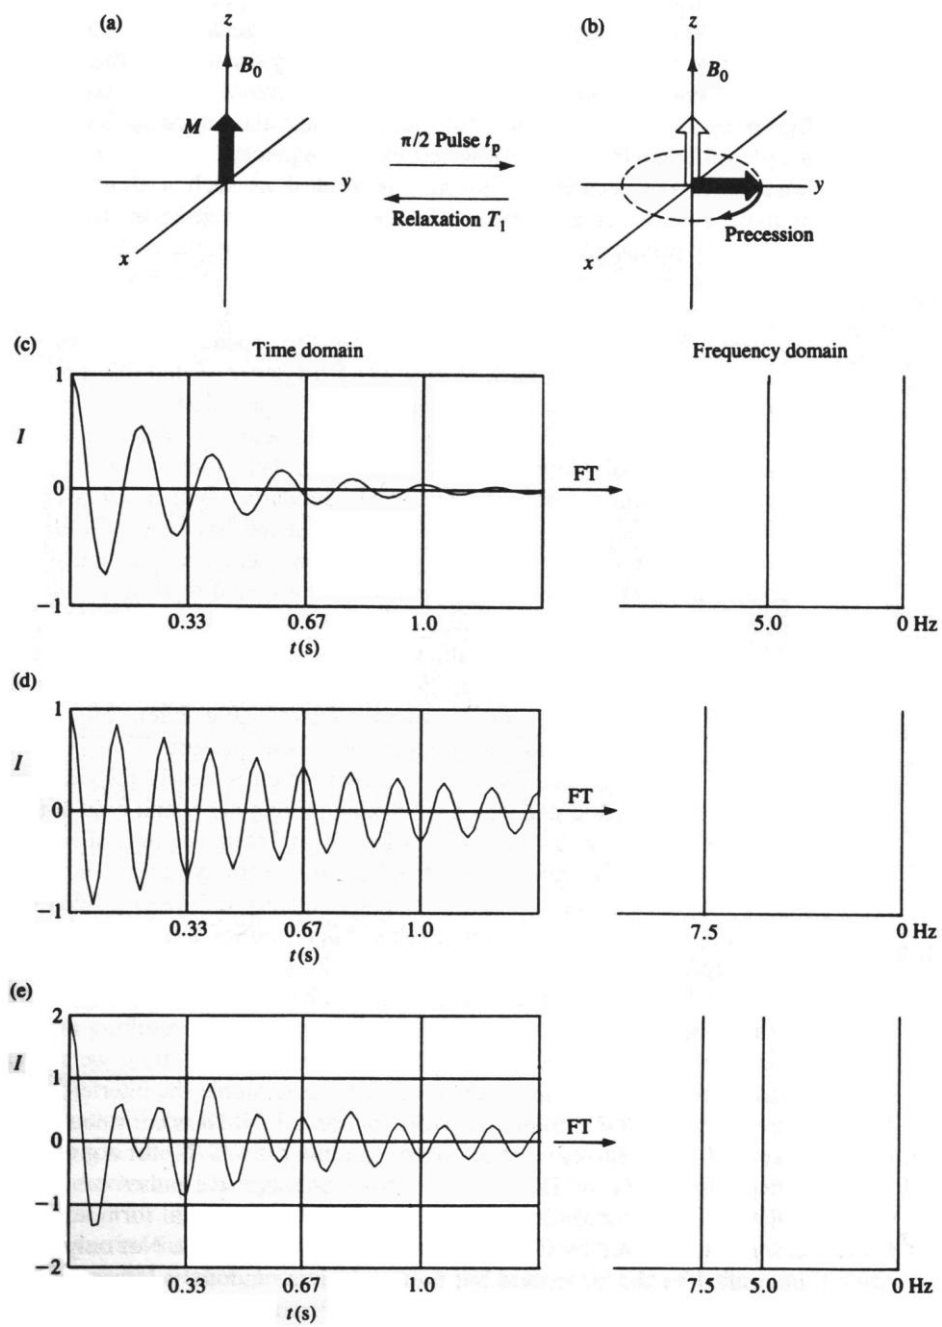 (a)
z
B0
M
y
x
π/2 Pulse tp
Relaxation T1
(b)
z
B0
y
Precession
x
(c)
Time domain
Frequency domain
1
I
0
−1
0.33 0.67 1.0
t(s)
FT
5.0 0 Hz
(d)
1
I
0
−1
0.33 0.67 1.0
t(s)
FT
7.5 0 Hz
(e)
2
1
I
0
−1
−2
0.33 0.67 1.0
t(s)
FT
7.5 5.0 0 Hz